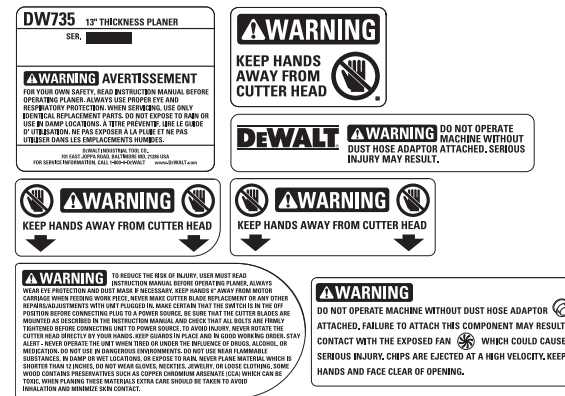 DW735 13" THICKNESS PLANER
SER.
WARNING AVERTISSEMENT
FOR YOUR OWN SAFETY, READ INSTRUCTION MANUAL BEFORE
OPERATING PLANER. ALWAYS USE PROPER EYE AND
RESPIRATORY PROTECTION. WHEN SERVICING, USE ONLY
IDENTICAL REPLACEMENT PARTS. DO NOT EXPOSE TO RAIN OR
USE IN DAMP LOCATIONS. À TITRE PRÉVENTIF, LIRE LE GUIDE
D' UTILISATION. NE PAS EXPOSER À LA PLUIE ET NE PAS
UTILISER DANS LES EMPLACEMENTS HUMIDES.
DEWALT INDUSTRIAL TOOL CO.,
701 EAST JOPPA ROAD, BALTIMORE MD. 21286 USA
FOR SERVICE INFORMATION, CALL 1-800-4-DEWALT www.DeWALT.com
WARNING
KEEP HANDS
AWAY FROM
CUTTER HEAD
DEWALT
WARNING DO NOT OPERATE
MACHINE WITHOUT
DUST HOSE ADAPTOR ATTACHED. SERIOUS
INJURY MAY RESULT.
WARNING
KEEP HANDS AWAY FROM CUTTER HEAD
WARNING
KEEP HANDS AWAY FROM CUTTER HEAD
WARNING TO REDUCE THE RISK OF INJURY, USER MUST READ
INSTRUCTION MANUAL BEFORE OPERATING PLANER, ALWAYS
WEAR EYE PROTECTION AND DUST MASK IF NECESSARY. KEEP HANDS 6" AWAY FROM MOTOR
CARRIAGE WHEN FEEDING WORK PIECE, NEVER MAKE CUTTER BLADE REPLACEMENT OR ANY OTHER
REPAIRS/ADJUSTMENTS WITH UNIT PLUGGED IN. MAKE CERTAIN THAT THE SWITCH IS IN THE OFF
POSITION BEFORE CONNECTING PLUG TO A POWER SOURCE, BE SURE THAT THE CUTTER BLADES ARE
MOUNTED AS DESCRIBED IN THE INSTRUCTION MANUAL AND CHECK THAT ALL BOLTS ARE FIRMLY
TIGHTENED BEFORE CONNECTING UNIT TO POWER SOURCE. TO AVOID INJURY, NEVER ROTATE THE
CUTTER HEAD DIRECTLY BY YOUR HANDS. KEEP GUARDS IN PLACE AND IN GOOD WORKING ORDER. STAY
ALERT - NEVER OPERATE THE UNIT WHEN TIRED OR UNDER THE INFLUENCE OF DRUGS, ALCOHOL, OR
MEDICATION. DO NOT USE IN DANGEROUS ENVIRONMENTS. DO NOT USE NEAR FLAMMABLE
SUBSTANCES, IN DAMP OR WET LOCATIONS, OR EXPOSE TO RAIN. NEVER PLANE MATERIAL WHICH IS
SHORTER THAN 12 INCHES, DO NOT WEAR GLOVES, NECKTIES, JEWELRY, OR LOOSE CLOTHING, SOME
WOOD CONTAINS PRESERVATIVES SUCH AS COPPER CHROMIUM ARSENATE (CCA) WHICH CAN BE
TOXIC. WHEN PLANING THESE MATERIALS EXTRA CARE SHOULD BE TAKEN TO AVOID
INHALATION AND MINIMIZE SKIN CONTACT.
WARNING
DO NOT OPERATE MACHINE WITHOUT DUST HOSE ADAPTOR
ATTACHED. FAILURE TO ATTACH THIS COMPONENT MAY RESULT
CONTACT WITH THE EXPOSED FAN WHICH COULD CAUSE
SERIOUS INJURY. CHIPS ARE EJECTED AT A HIGH VELOCITY. KEEP
HANDS AND FACE CLEAR OF OPENING.